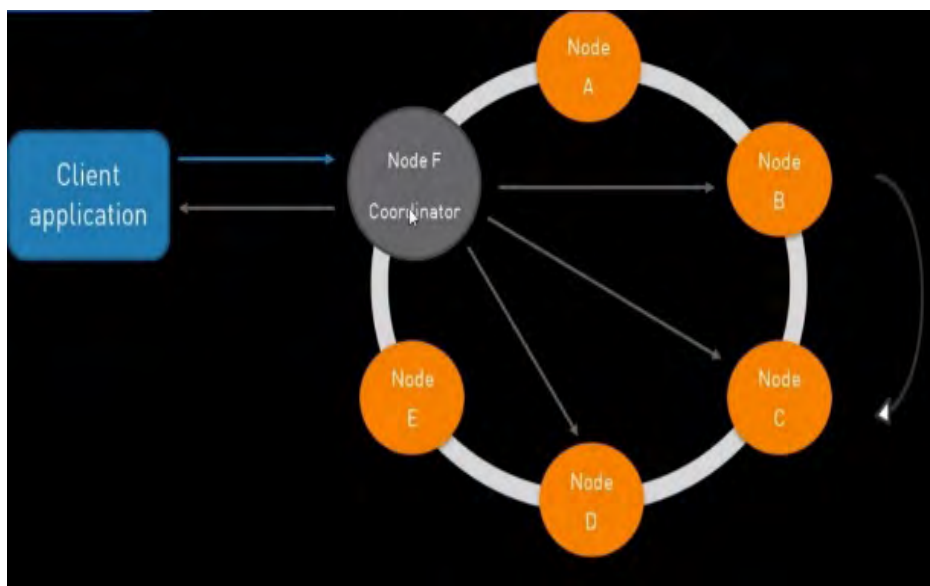 Client
application
Node F
Coordinator
Node
A
Node
B
Node
C
Node
D
Node
E